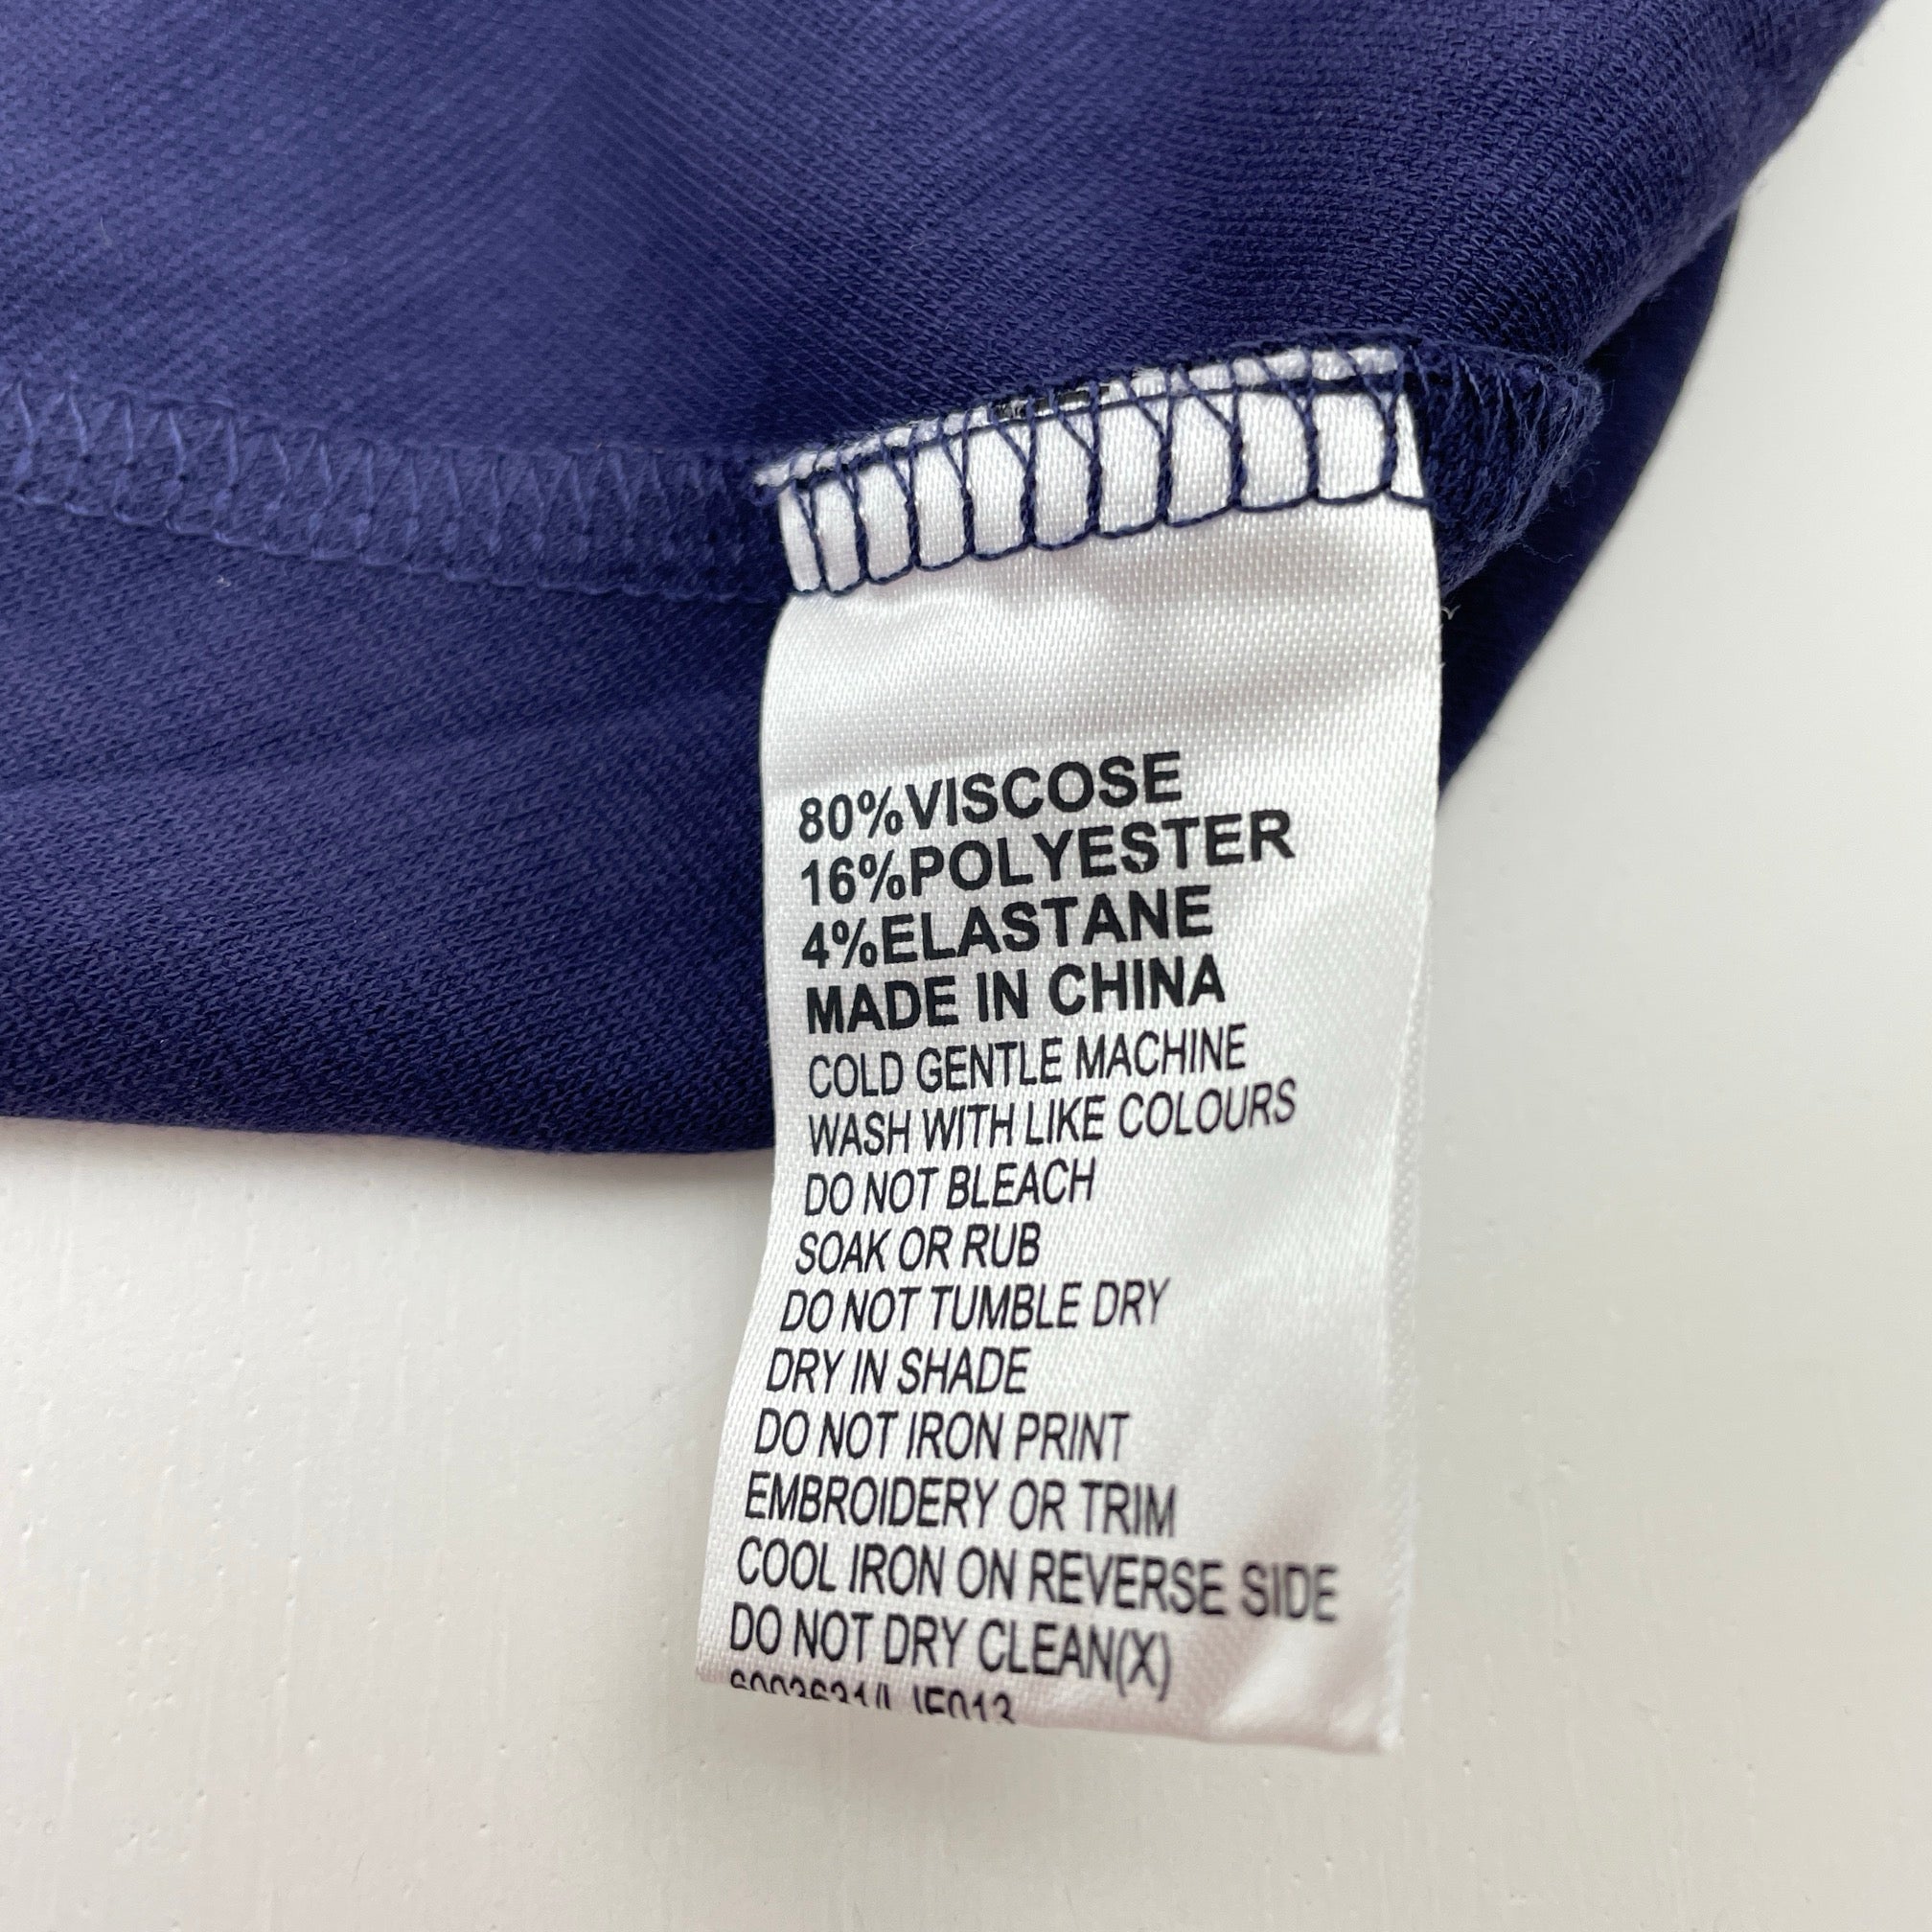 80%VISCOSE
16%POLYESTER
4%ELASTANE
MADE IN CHINA
COLD GENTLE MACHINE
WASH WITH LIKE COLOURS
DO NOT BLEACH
SOAK OR RUB
DO NOT TUMBLE DRY
DRY IN SHADE
DO NOT IRON PRINT
EMBROIDERY OR TRIM
COOL IRON ON REVERSE SIDE
DO NOT DRY CLEAN(X)